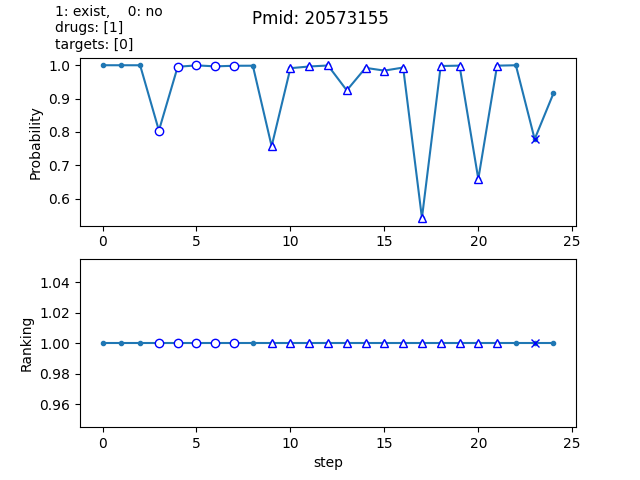 1: exist,    0: no
Pmid: 20573155
drugs: [1]
targets: [0]
1.0
0.9
0.8
0.7
0.6
Probability
0 5 10 15 20 25
1.04
1.02
1.00
0.98
0.96
Ranking
0 5 10 15 20 25
step